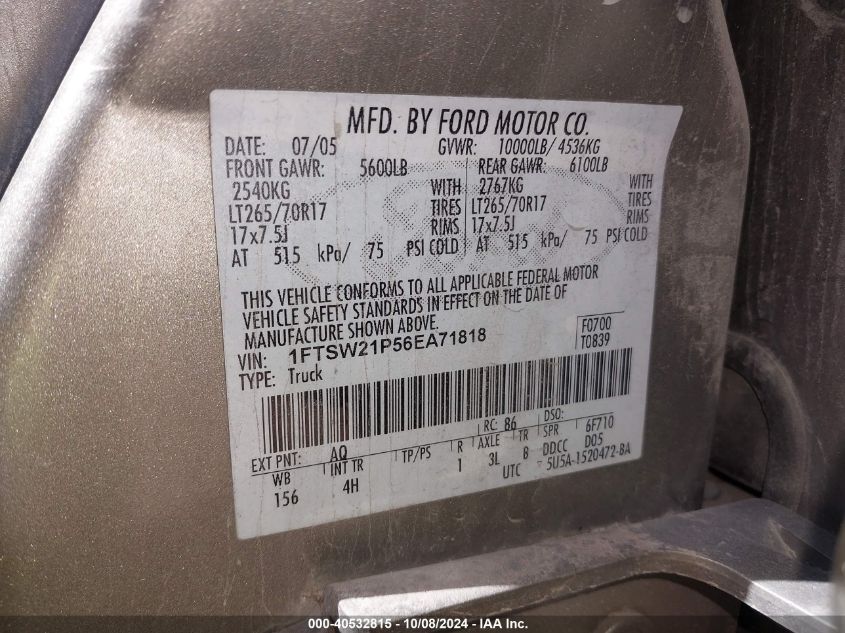 MFD. BY FORD MOTOR CO.
DATE: 07/05 GVWR: 10000LB/ 4536KG
FRONT GAWR: 5600LB REAR GAWR: 6100LB
2540KG WITH 2767KG WITH
LT265/70R17 TIRES LT265/70R17 TIRES
17x7.5J RIMS 17x7.5J RIMS
AT 515 kPa/ 75 PSI COLD AT 515 kPa/ 75 PSI COLD
THIS VEHICLE CONFORMS TO ALL APPLICABLE FEDERAL MOTOR
VEHICLE SAFETY STANDARDS IN EFFECT ON THE DATE OF
MANUFACTURE SHOWN ABOVE.
VIN: 1FTSW21P56EA71818 F0700
TYPE: Truck T0839
RC: B6 DSO:
EXT PNT: AQ TP/PS R AXLE TR SPR 6F710
WB INT TR 1 3L B DDCC D05
156 4H UTC 5U5A-1520472-BA
000-40532815 - 10/08/2024 - IAA, Inc.